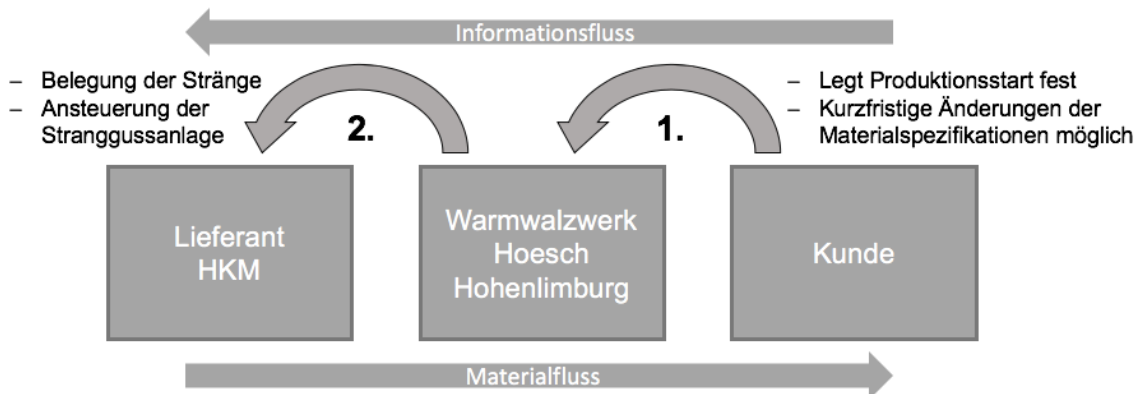 Informationsfluss
– Belegung der Stränge
– Ansteuerung der
Stranggussanlage
2.
1.
– Legt Produktionsstart fest
– Kurzfristige Änderungen der
Materialspezifikationen möglich
Lieferant
HKM
Warmwalzwerk
Hoesch
Hohenlimburg
Kunde
Materialfluss